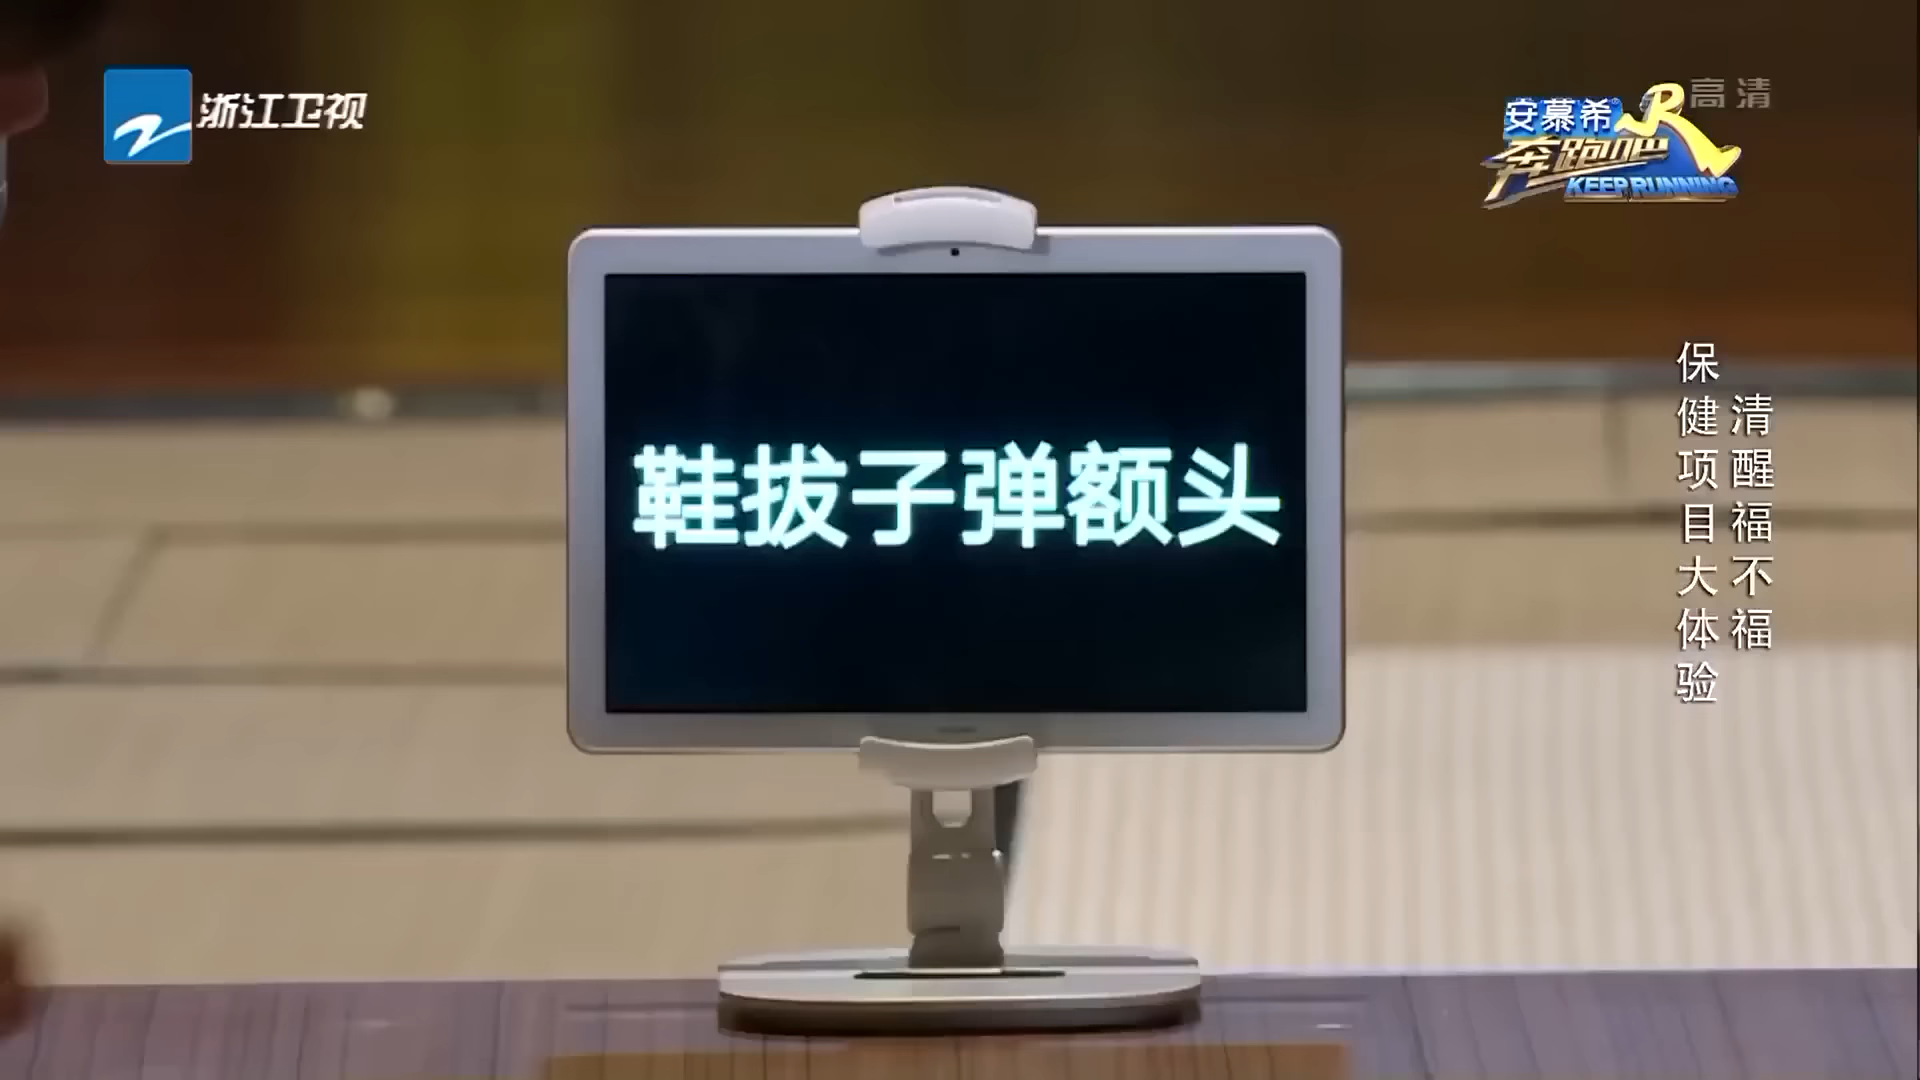 浙江卫视
高清
安慕希
奔跑吧
KEEP RUNNING
鞋拔子弹额头
清醒福不福
保健项目大体验